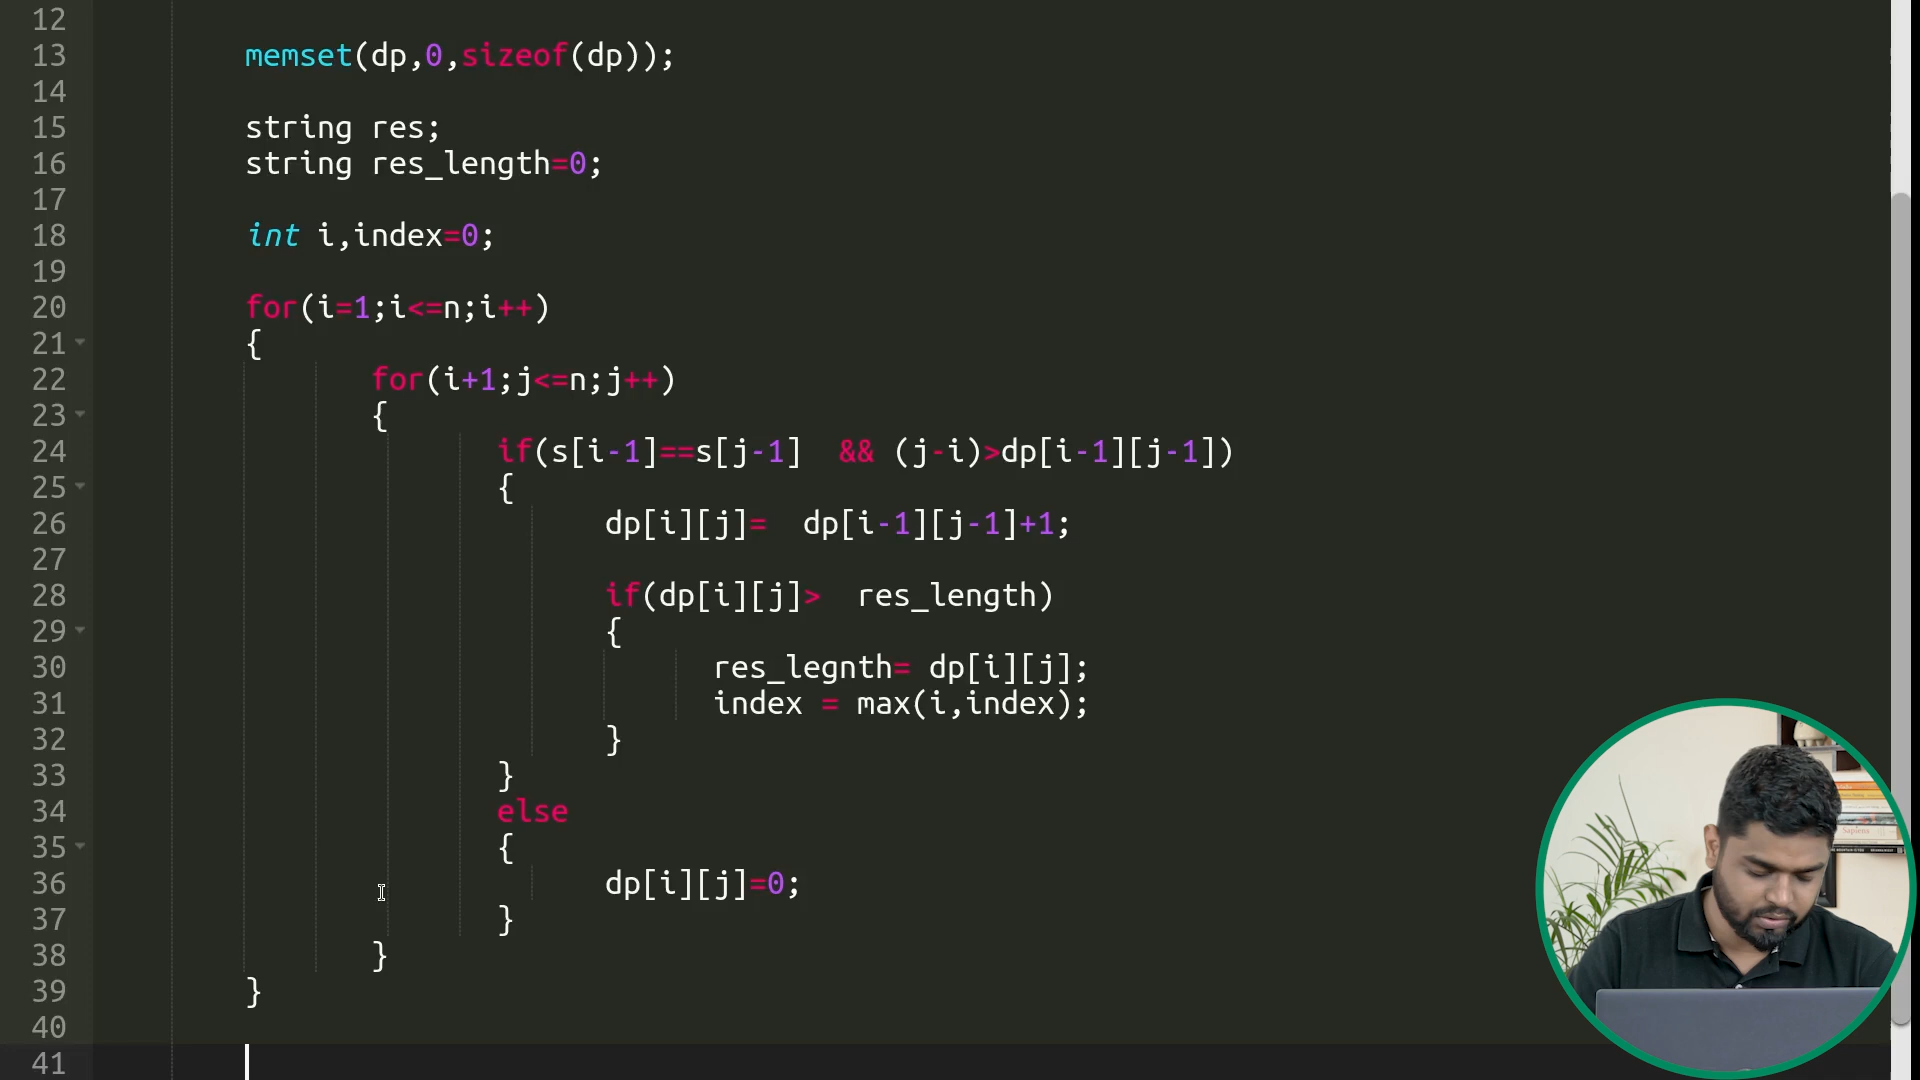 12
13 memset(dp,0,sizeof(dp));
14
15 string res;
16 string res_length=0;
17
18 int i,index=0;
19
20 for(i=1;i<=n;i++)
21 {
22 for(i+1;j<=n;j++)
23 {
24 if(s[i-1]==s[j-1]  && (j-i)>dp[i-1][j-1])
25 {
26 dp[i][j]=  dp[i-1][j-1]+1;
27
28 if(dp[i][j]>  res_length)
29 {
30 res_legnth= dp[i][j];
31 index = max(i,index);
32 }
33 }
34 else
35 {
36 dp[i][j]=0;
37 }
38 }
39 }
40
41
Sapiens